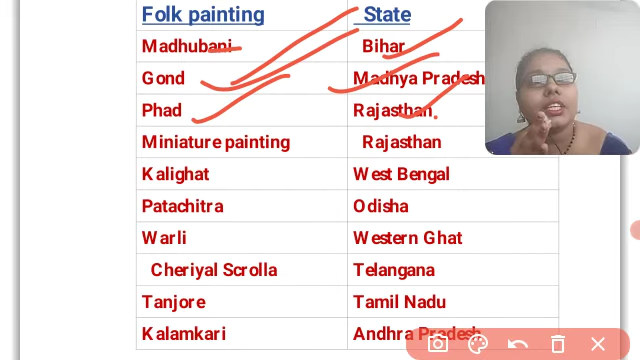 Folk painting State
Madhubani Bihar
Gond Madhya Pradesh
Phad Rajasthan
Miniature painting Rajasthan
Kalighat West Bengal
Patachitra Odisha
Warli Western Ghat
Cheriyal Scrolla Telangana
Tanjore Tamil Nadu
Kalamkari Andhra Pradesh